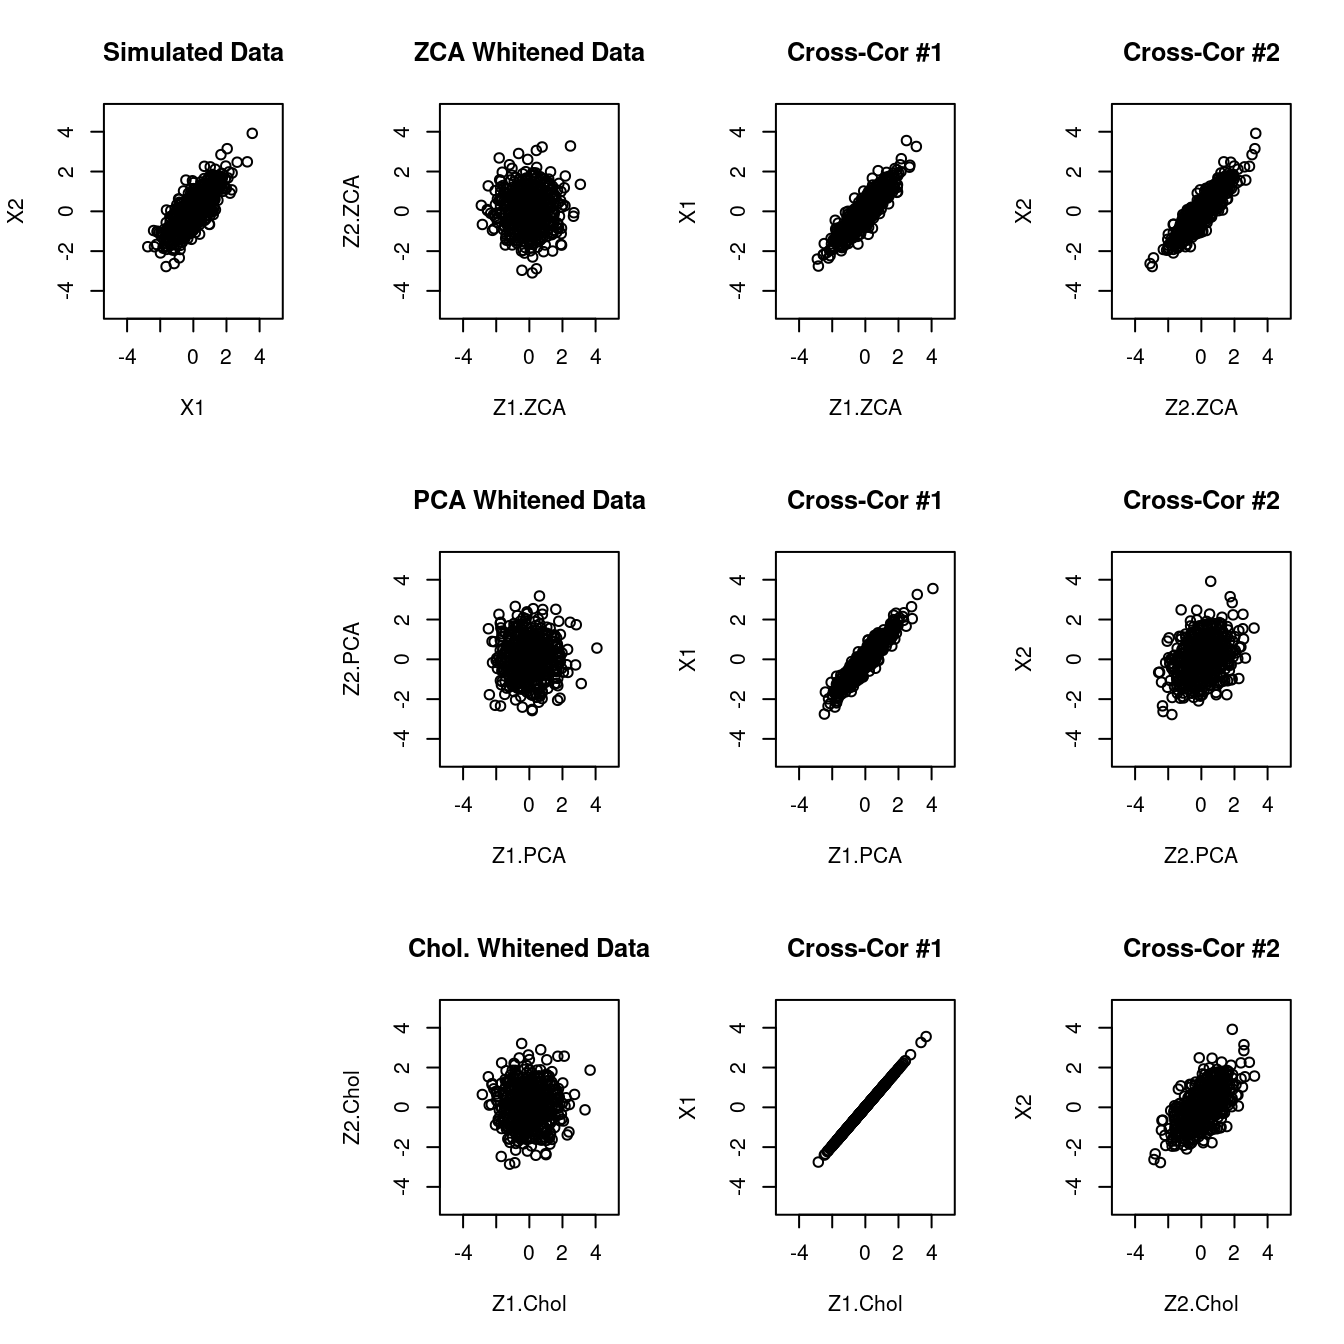 Simulated Data
X2
4
2
0
-2
-4
-4 0 2 4
X1
ZCA Whitened Data
Z2.ZCA
4
2
0
-2
-4
-4 0 2 4
Z1.ZCA
Cross-Cor #1
X1
4
2
0
-2
-4
-4 0 2 4
Z1.ZCA
Cross-Cor #2
X2
4
2
0
-2
-4
-4 0 2 4
Z2.ZCA
PCA Whitened Data
Z2.PCA
4
2
0
-2
-4
-4 0 2 4
Z1.PCA
Cross-Cor #1
X1
4
2
0
-2
-4
-4 0 2 4
Z1.PCA
Cross-Cor #2
X2
4
2
0
-2
-4
-4 0 2 4
Z2.PCA
Chol. Whitened Data
Z2.Chol
4
2
0
-2
-4
-4 0 2 4
Z1.Chol
Cross-Cor #1
X1
4
2
0
-2
-4
-4 0 2 4
Z1.Chol
Cross-Cor #2
X2
4
2
0
-2
-4
-4 0 2 4
Z2.Chol